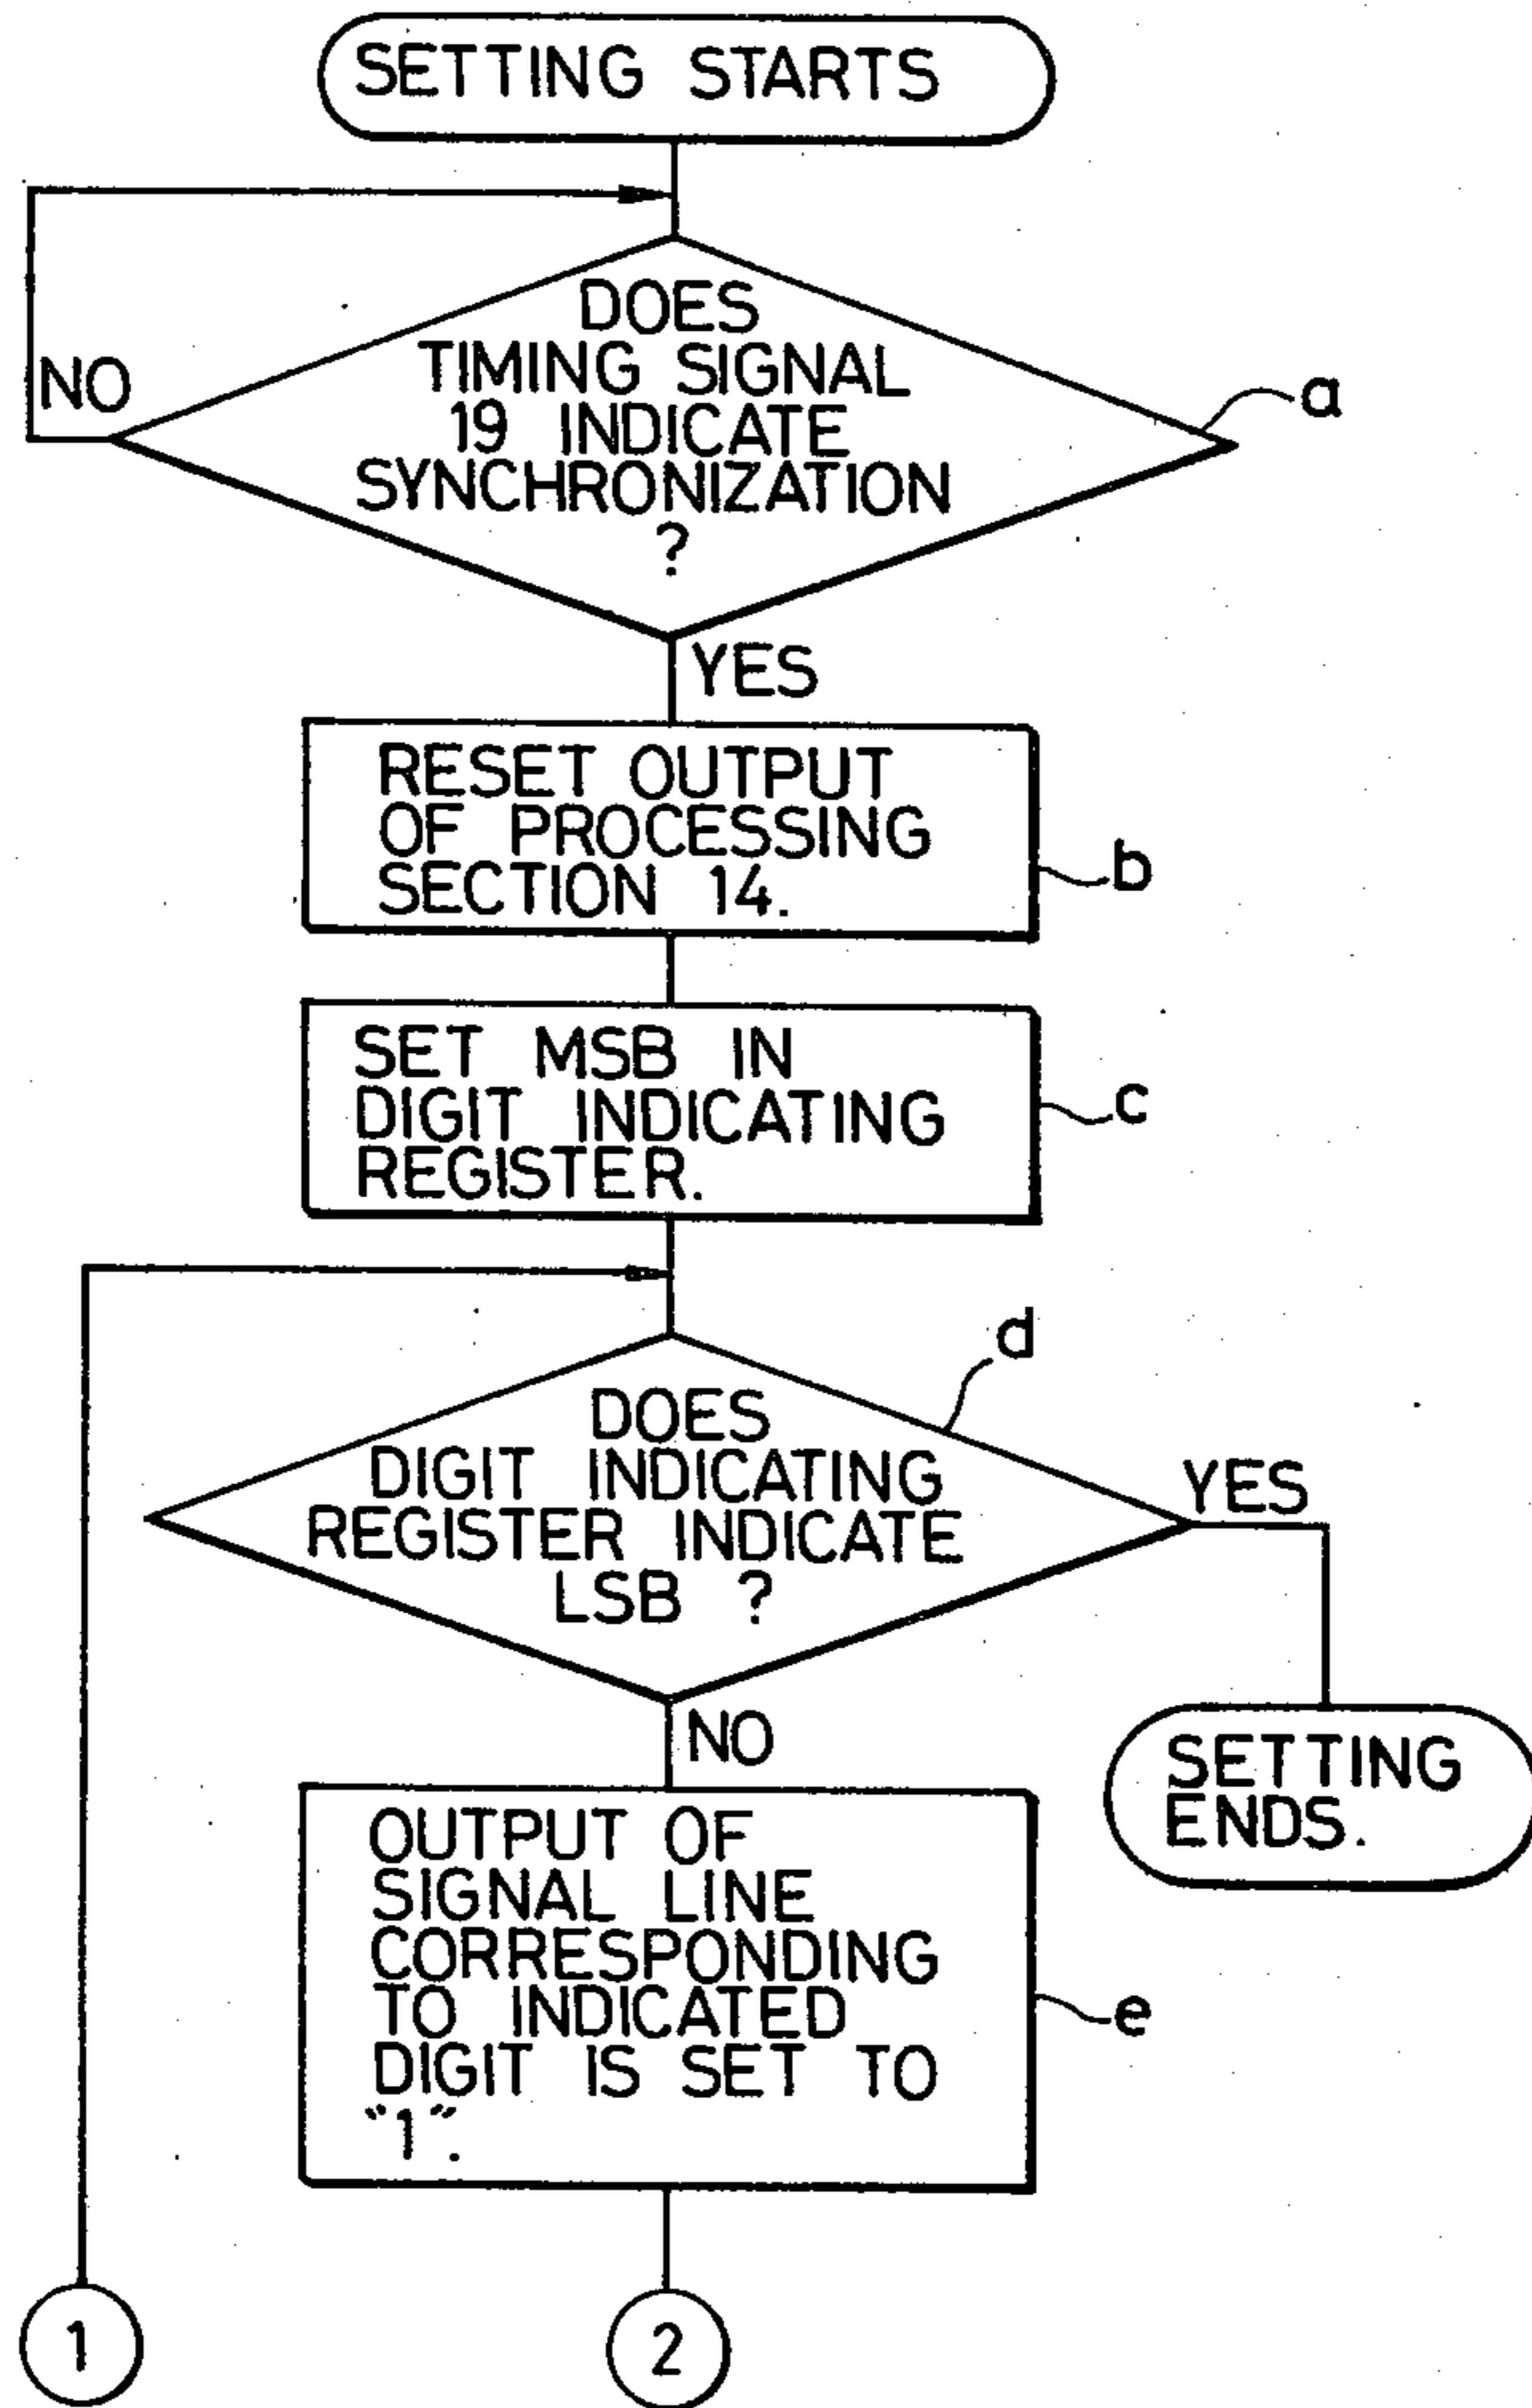 SETTING STARTS
DOES
TIMING SIGNAL
19 INDICATE
SYNCHRONIZATION
?
NO
a
YES
RESET OUTPUT
OF PROCESSING
SECTION 14.
b
SET MSB IN
DIGIT INDICATING
REGISTER.
c
d
DOES
DIGIT INDICATING
REGISTER INDICATE
LSB ?
YES
NO
SETTING
ENDS.
OUTPUT OF
SIGNAL LINE
CORRESPONDING
TO INDICATED
DIGIT IS SET TO
"1".
e
1
2